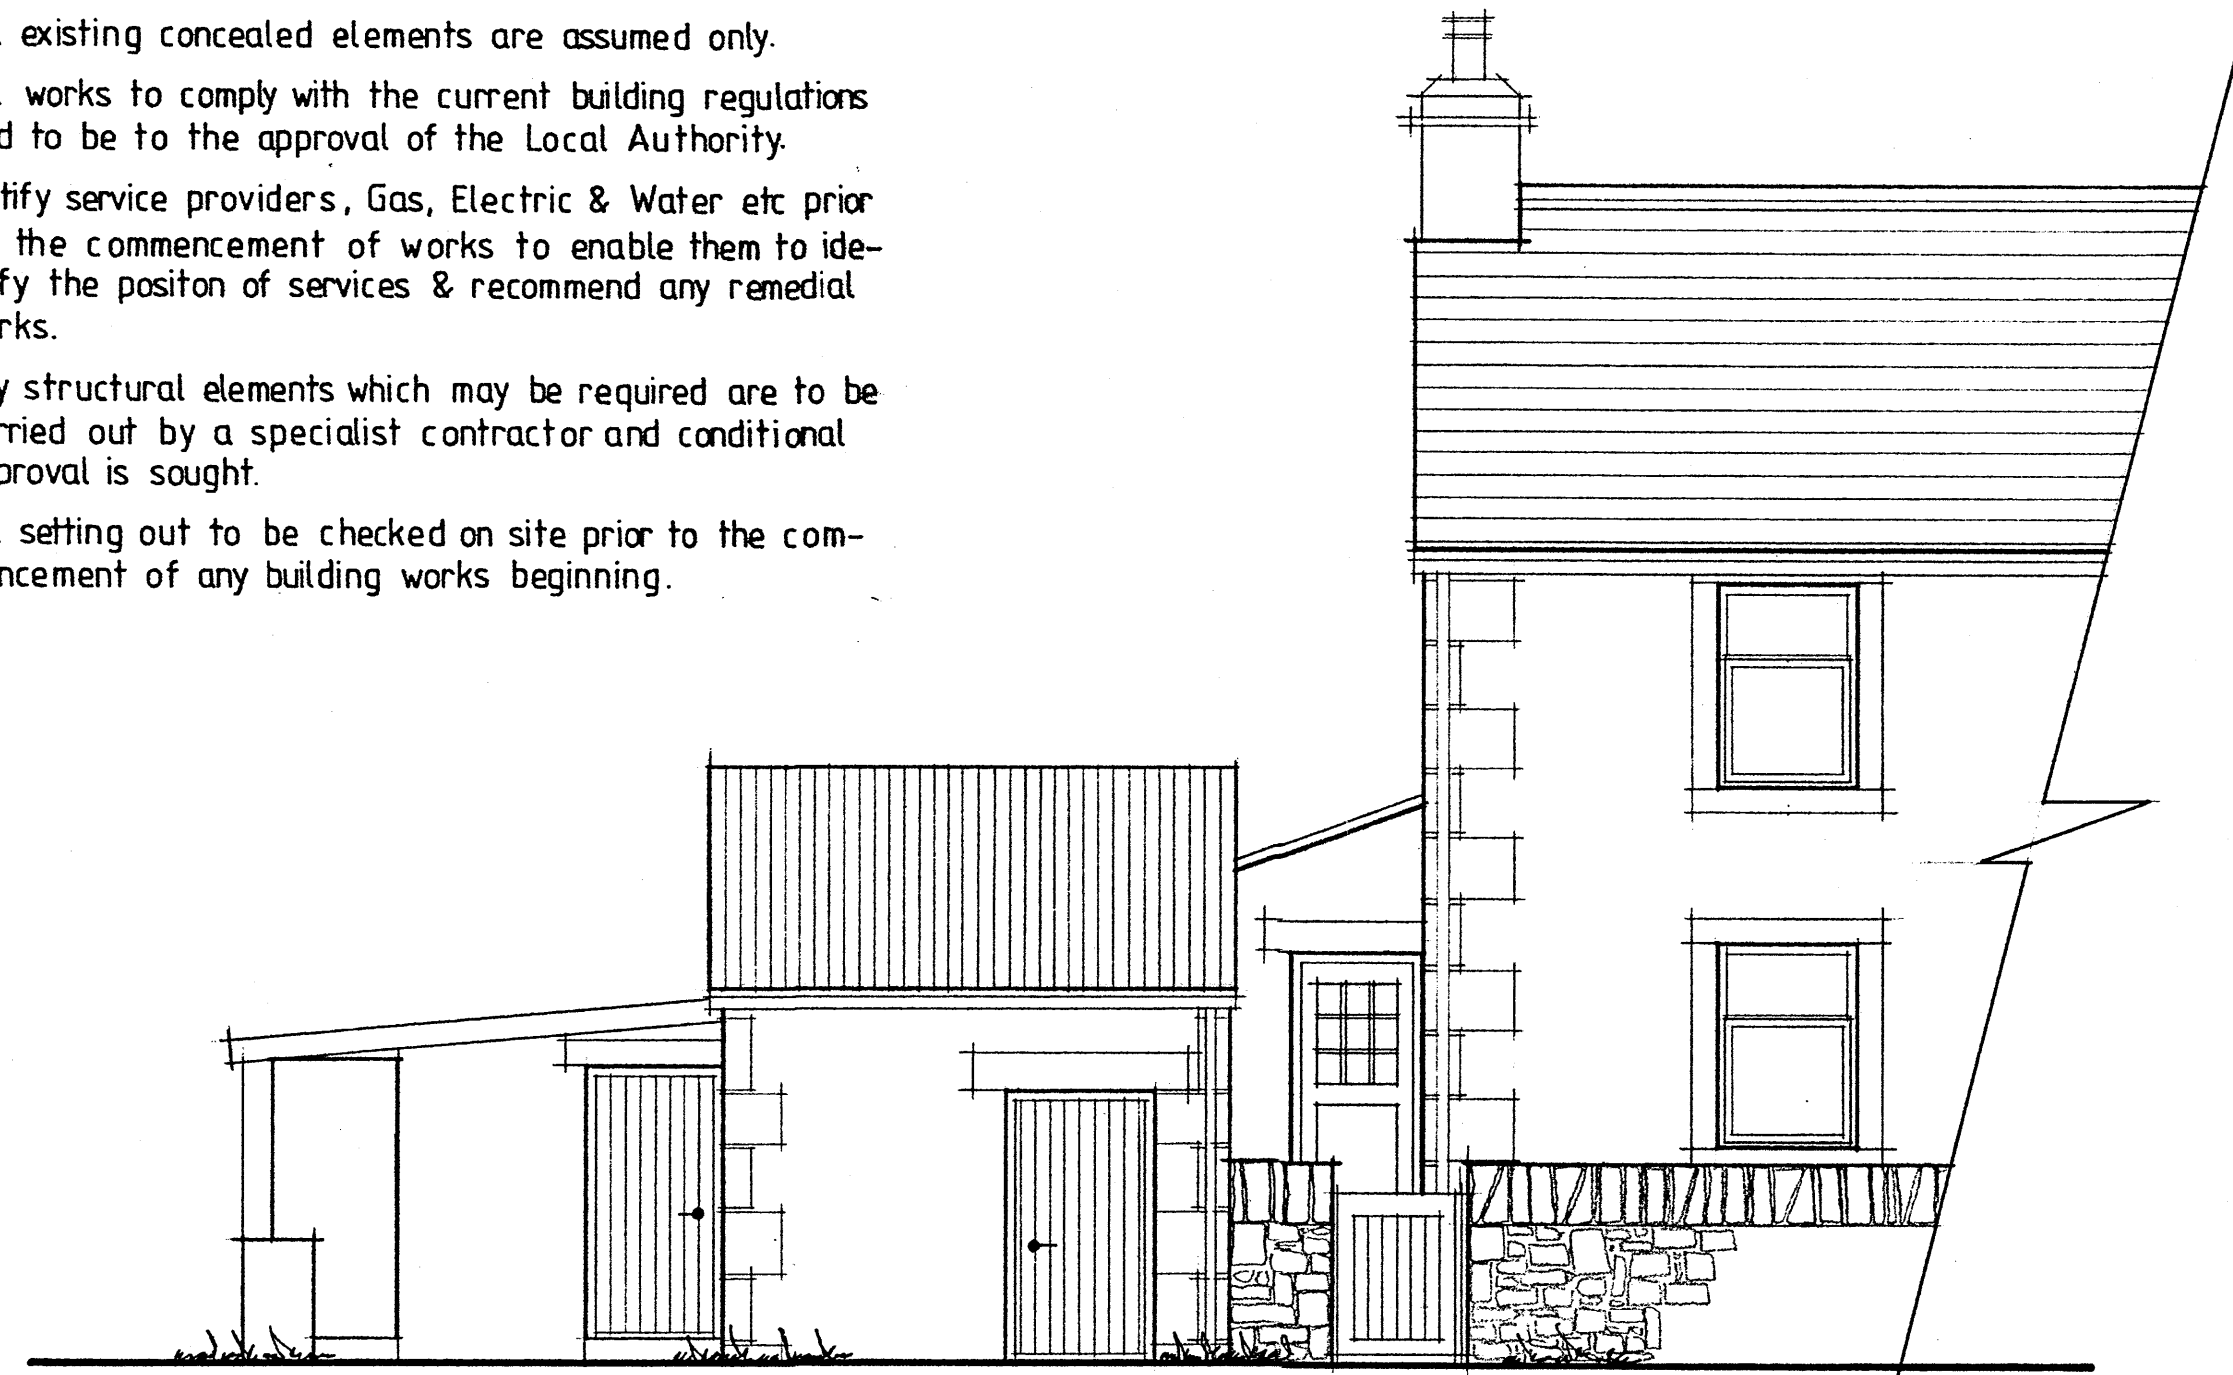 existing concealed elements are assumed only.
works to comply with the current building regulations
d to be to the approval of the Local Authority.
tify service providers, Gas, Electric & Water etc prior
the commencement of works to enable them to ide-
fy the positon of services & recommend any remedial
rks.
y structural elements which may be required are to be
rried out by a specialist contractor and conditional
proval is sought.
setting out to be checked on site prior to the com-
ncement of any building works beginning.